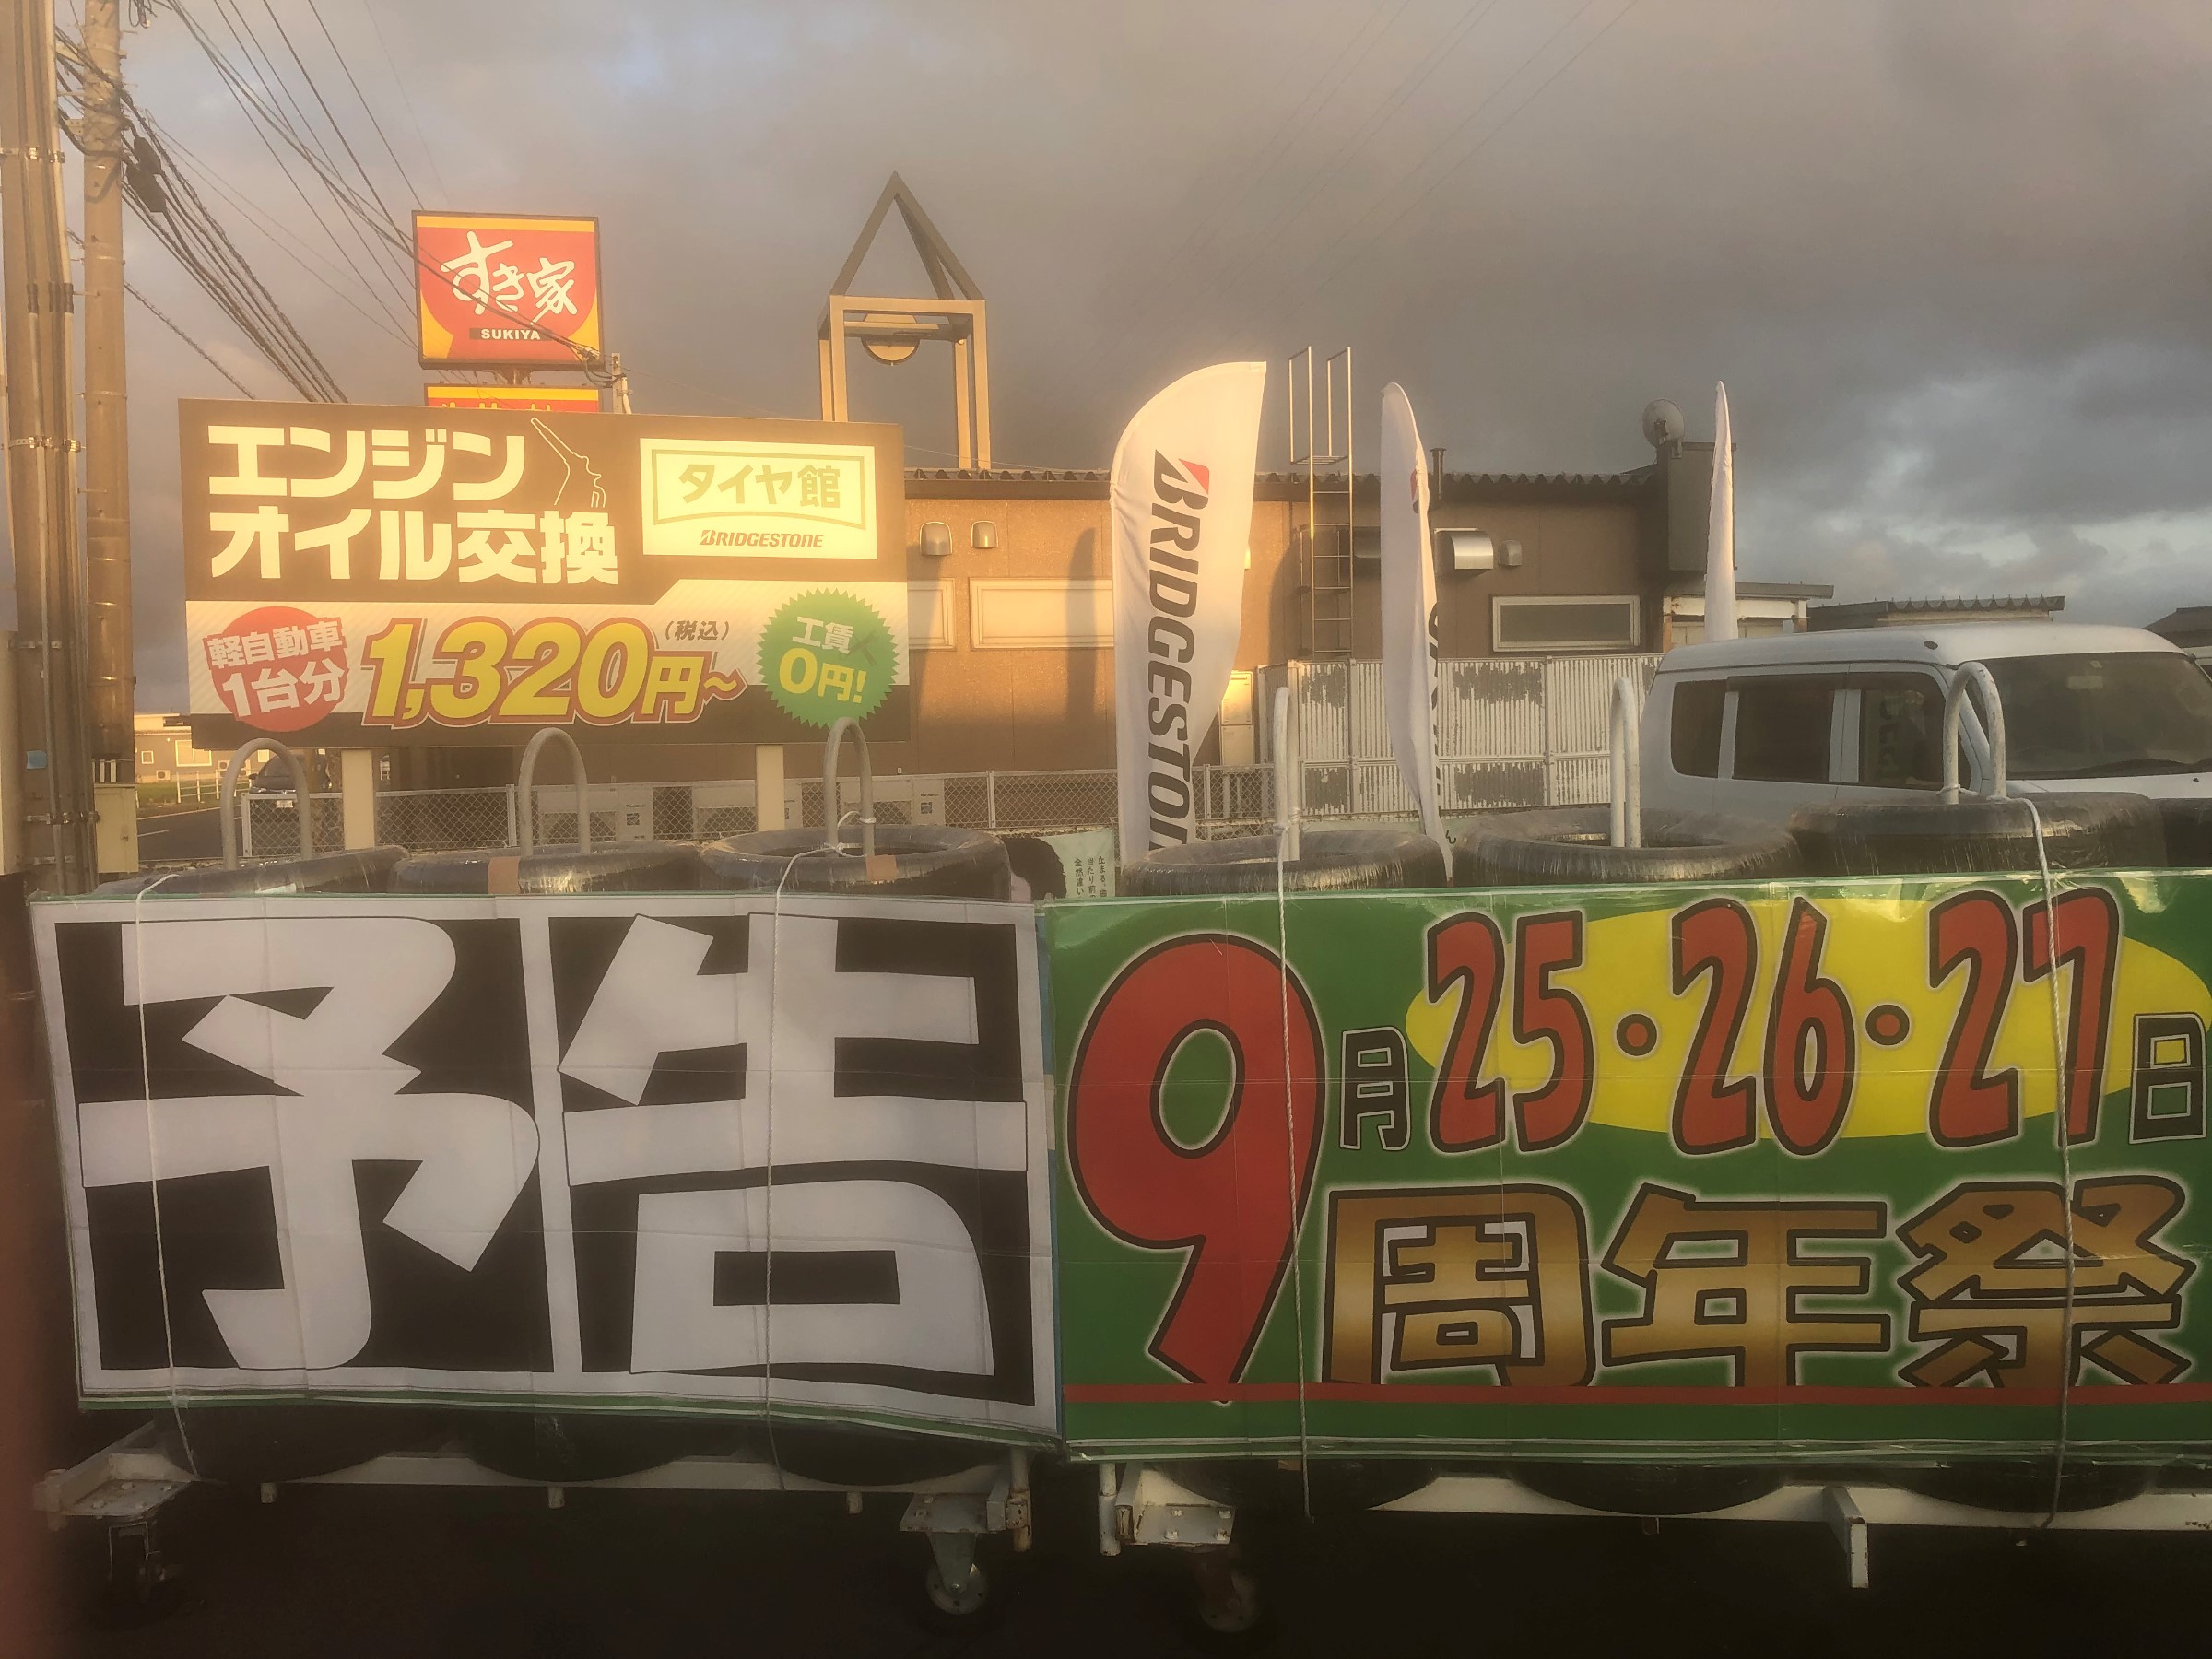 すき家
SUKIYA
エンジン
オイル交換
タイヤ館
BRIDGESTONE
軽自動車
1台分
1,320円~
(税込)
工賃
0円!
BRIDGESTON
予告
9月25・26・27日
周年祭